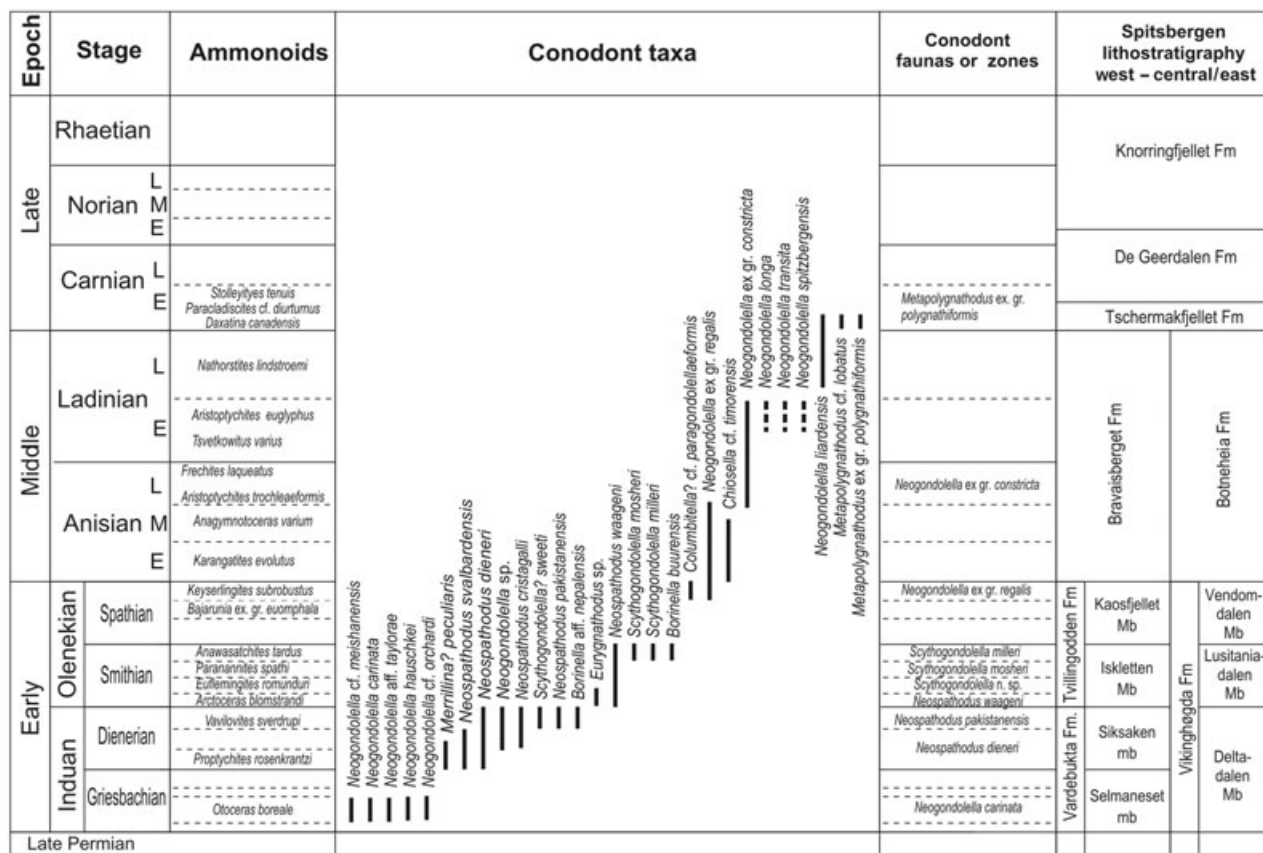 Epoch
Stage
Ammonoids
Conodont taxa
Conodont
faunas or zones
Spitsbergen
lithostratigraphy
west – central/east
Late
Rhaetian
Norian
L
M
E
Carnian
L
E
Stolleyityes tenuis
Paracladiscites cf. diurturnus
Daxatina canadensis
Middle
Ladinian
L
E
Nathorstites lindstroemi
Aristoptychites euglyphus
Tsvetkowitus varius
Anisian
L
M
E
Frechites laqueatus
Aristoptychites trochleaeformis
Anagymnotoceras varium
Karangatites evolutus
Early
Olenekian
Spathian
Keyserlingites subrobustus
Bajarunia ex. gr. euomphala
Smithian
Anawasatchites tardus
Paranannites spathi
Euflemingites romunduri
Arctoceras blomstrandi
Induan
Dienerian
Vavilovites sverdrupi
Proptychites rosenkrantzi
Griesbachian
Otoceras boreale
Late Permian
Neogondolella cf. meishanensis
Neogondolella carinata
Neogondolella aff. taylorae
Neogondolella hauschkei
Neogondolella cf. orchardi
Merrillina? peculiaris
Neospathodus svalbardensis
Neospathodus dieneri
Neogondolella sp.
Neospathodus cristagalli
Scythogondolella? sweeti
Neospathodus pakistanensis
Borinella aff. nepalensis
Eurygnathodus sp.
Neospathodus waageni
Scythogondolella mosheri
Scythogondolella milleri
Borinella buurensis
Columbitella? cf. paragondolellaeformis
Neogondolella ex gr. regalis
Chiosella cf. timorensis
Neogondolella ex gr. constricta
Neogondolella longa
Neogondolella transita
Neogondolella spitzbergensis
Neogondolella liardensis
Metapolygnathodus cf. lobatus
Metapolygnathodus ex gr. polygnathiformis
Metapolygnathodus ex. gr.
polygnathiformis
Neogondolella ex gr. constricta
Neogondolella ex gr. regalis
Scythogondolella milleri
Scythogondolella mosheri
Scythogondolella n. sp.
Neospathodus waageni
Neospathodus pakistanensis
Neospathodus dieneri
Neogondolella carinata
Knorringfjellet Fm
De Geerdalen Fm
Tschermakfjellet Fm
Bravaisberget Fm
Botneheia Fm
Tvillingodden Fm
Kaosfjellet
Mb
Iskletten
Mb
Vardebukta Fm.
Siksaken
mb
Selmaneset
mb
Vikinghøgda Fm
Vendom-
dalen
Mb
Lusitania-
dalen
Mb
Delta-
dalen
Mb